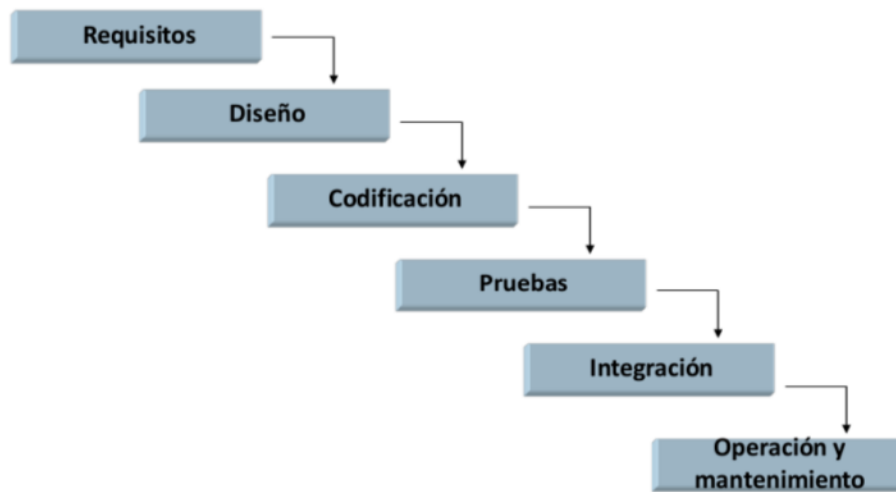 Requisitos
Diseño
Codificación
Pruebas
Integración
Operación y
mantenimiento